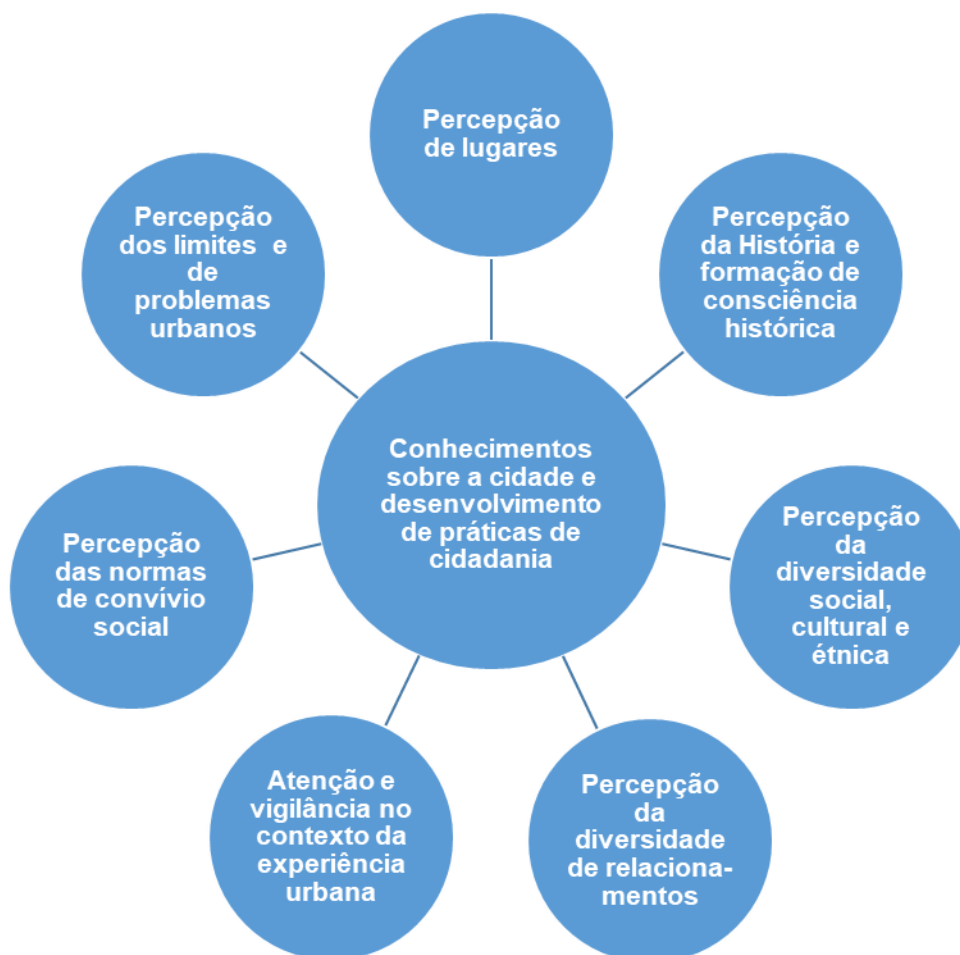 Percepção
de lugares
Percepção
da História e
formação de
consciência
histórica
Percepção
da
diversidade
social,
cultural e
étnica
Percepção
da
diversidade
de relaciona-
mentos
Atenção e
vigilância no
contexto da
experiência
urbana
Percepção
das normas
de convívio
social
Percepção
dos limites e
de
problemas
urbanos
Conhecimentos
sobre a cidade e
desenvolvimento
de práticas de
cidadania